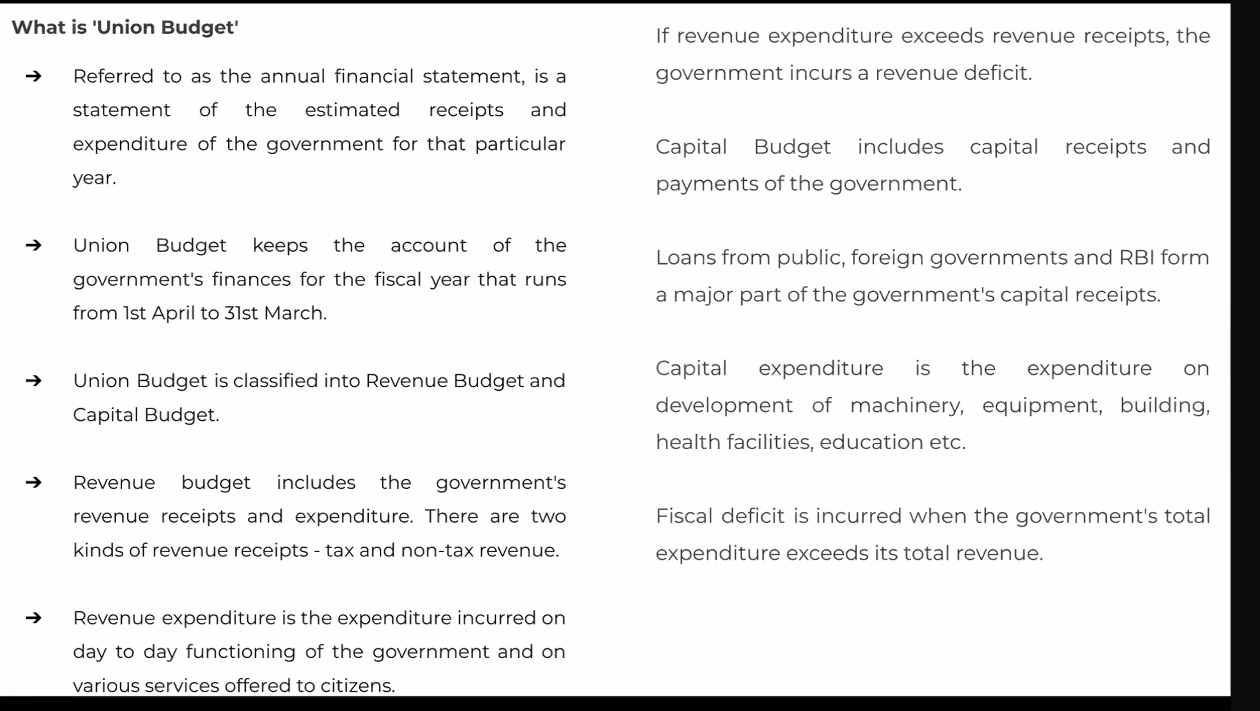 What is 'Union Budget'
➔ Referred to as the annual financial statement, is a
statement of the estimated receipts and
expenditure of the government for that particular
year.
➔ Union Budget keeps the account of the
government's finances for the fiscal year that runs
from 1st April to 31st March.
➔ Union Budget is classified into Revenue Budget and
Capital Budget.
➔ Revenue budget includes the government's
revenue receipts and expenditure. There are two
kinds of revenue receipts - tax and non-tax revenue.
➔ Revenue expenditure is the expenditure incurred on
day to day functioning of the government and on
various services offered to citizens.
If revenue expenditure exceeds revenue receipts, the
government incurs a revenue deficit.
Capital Budget includes capital receipts and
payments of the government.
Loans from public, foreign governments and RBI form
a major part of the government's capital receipts.
Capital expenditure is the expenditure on
development of machinery, equipment, building,
health facilities, education etc.
Fiscal deficit is incurred when the government's total
expenditure exceeds its total revenue.